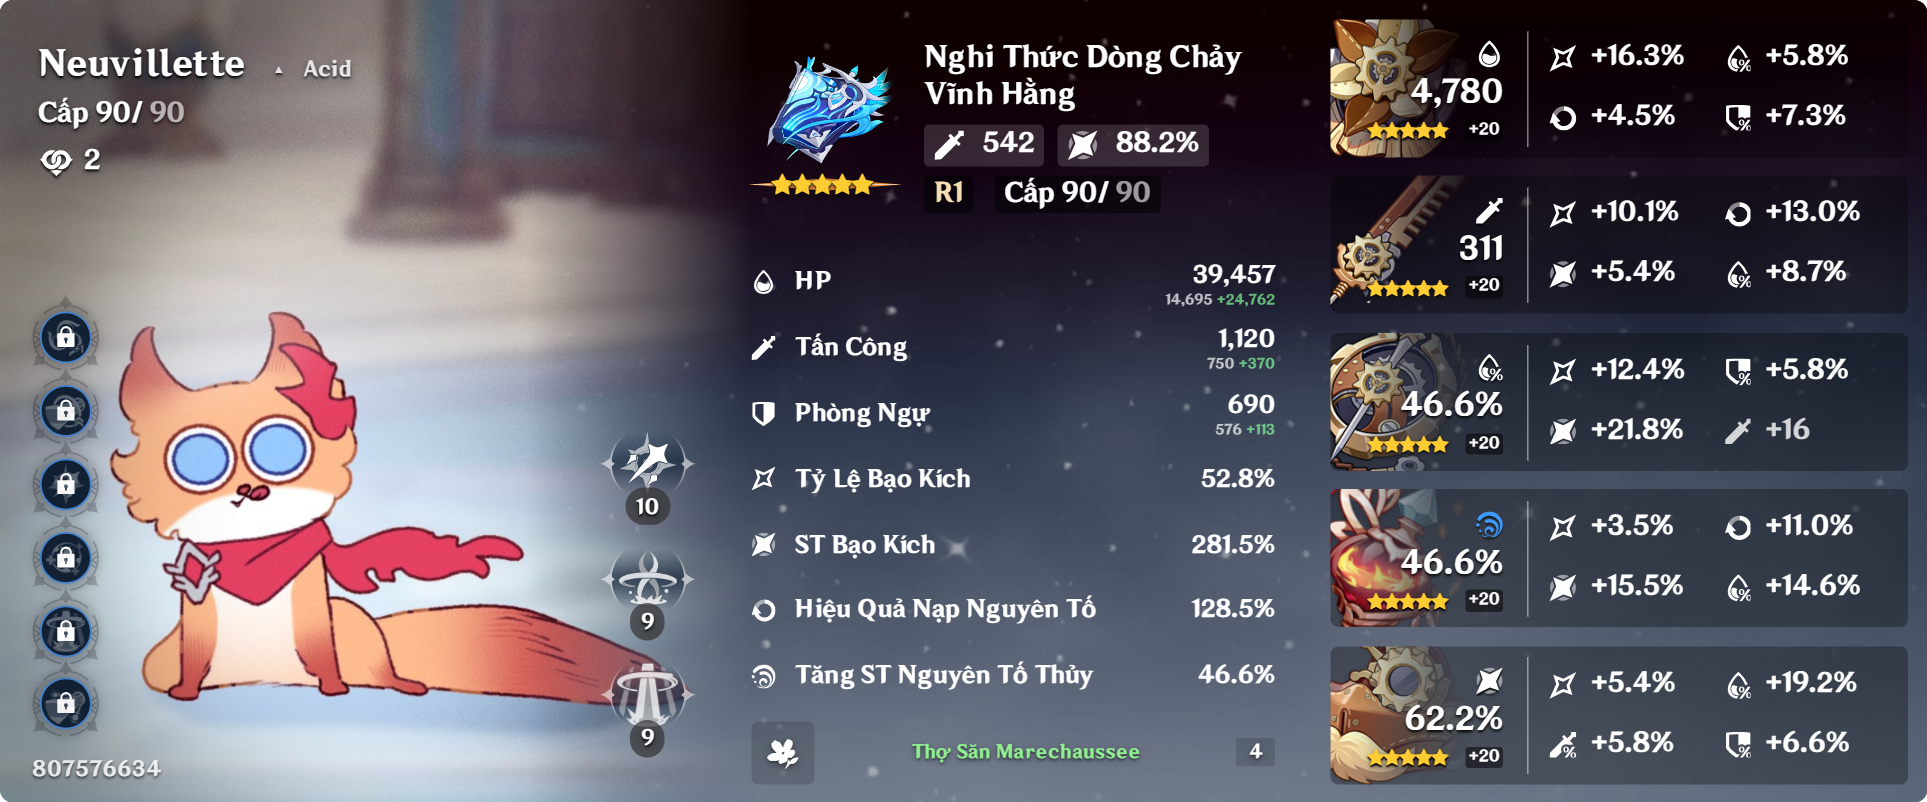 Neuvillette ▲ Acid
Cấp 90/ 90
2
10
9
9
807576634
Nghi Thức Dòng Chảy
Vĩnh Hằng
542 88.2%
R1 Cấp 90/ 90
HP 39,457
14,695 +24,762
Tấn Công 1,120
750 +370
Phòng Ngự 690
576 +113
Tỷ Lệ Bạo Kích 52.8%
ST Bạo Kích 281.5%
Hiệu Quả Nạp Nguyên Tố 128.5%
Tăng ST Nguyên Tố Thủy 46.6%
Thợ Săn Marechaussee 4
4,780
+20
+16.3% +5.8%
+4.5% +7.3%
311
+20
+10.1% +13.0%
+5.4% +8.7%
46.6%
+20
+12.4% +5.8%
+21.8% +16
46.6%
+20
+3.5% +11.0%
+15.5% +14.6%
62.2%
+20
+5.4% +19.2%
+5.8% +6.6%